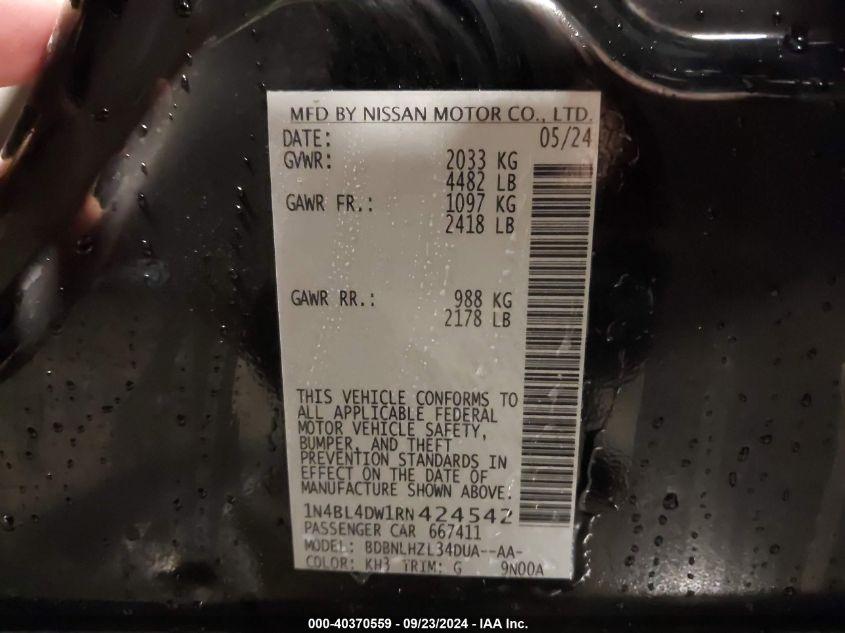 MFD BY NISSAN MOTOR CO., LTD.
DATE: 05/24
GVWR: 2033 KG
4482 LB
GAWR FR.: 1097 KG
2418 LB
GAWR RR.: 988 KG
2178 LB
THIS VEHICLE CONFORMS TO
ALL APPLICABLE FEDERAL
MOTOR VEHICLE SAFETY,
BUMPER, AND THEFT
PREVENTION STANDARDS IN
EFFECT ON THE DATE OF
MANUFACTURE SHOWN ABOVE:
1N4BL4DW1RN424542
PASSENGER CAR 667411
MODEL: BDBNLHZL34DUA--AA-
COLOR: KH3 TRIM: G 9N00A
000-40370559 - 09/23/2024 - IAA Inc.